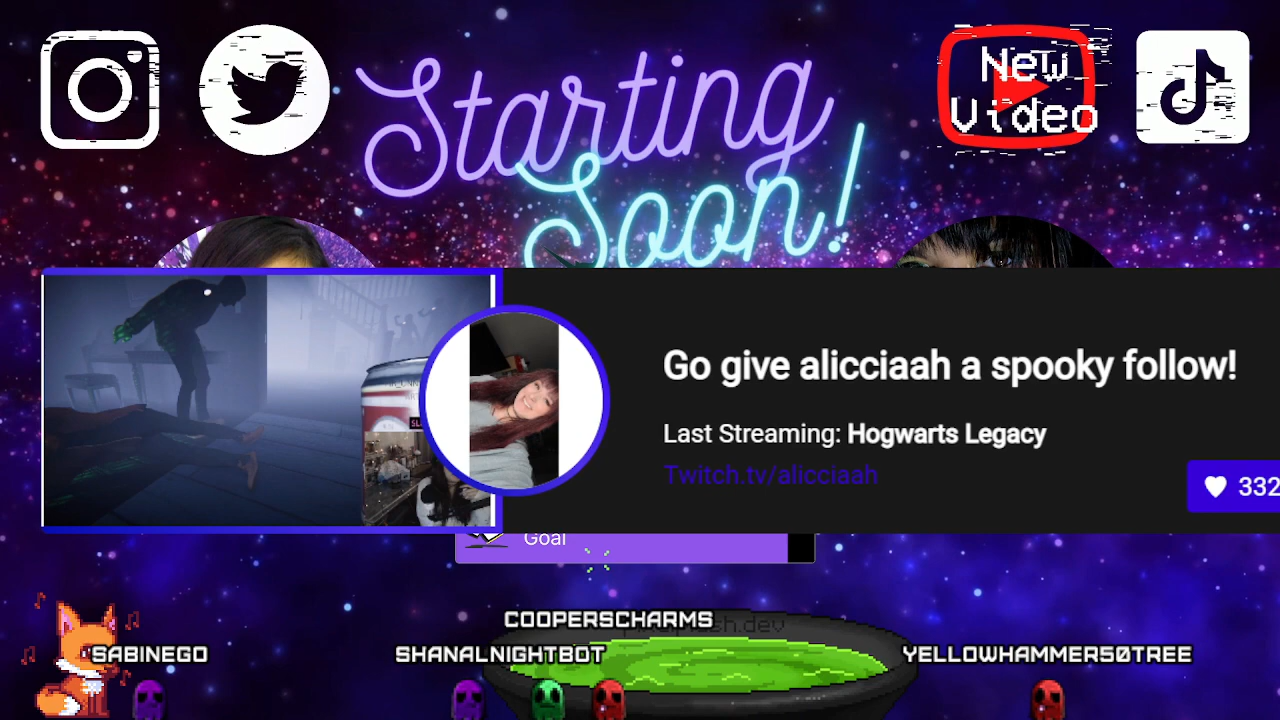 Starting
Soon!
New
Video
Go give alicciaah a spooky follow!
Last Streaming: Hogwarts Legacy
Twitch.tv/alicciaah
332
Goal
COOPERSCHARMS
SABINEGO
SHANALNIGHTBOT
YELLOWHAMMER50TREE